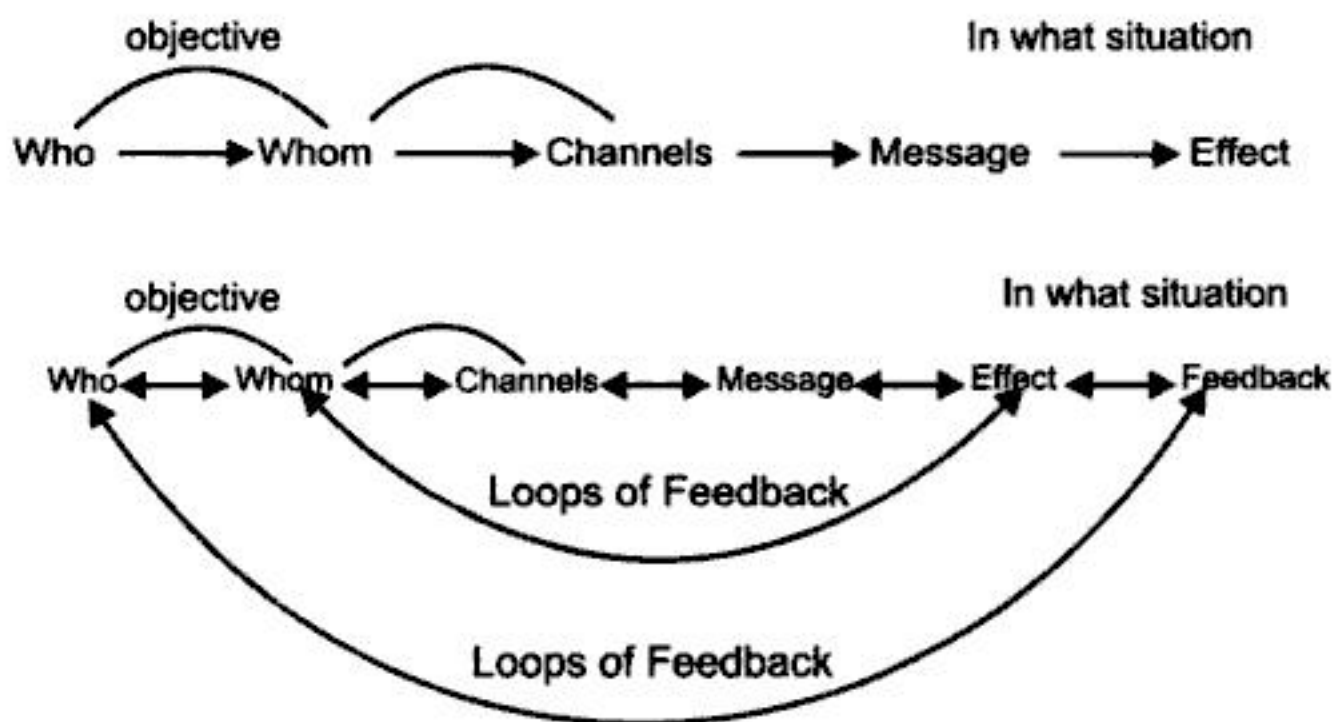 objective In what situation
Who Whom Channels Message Effect
objective In what situation
Who Whom Channels Message Effect Feedback
Loops of Feedback
Loops of Feedback